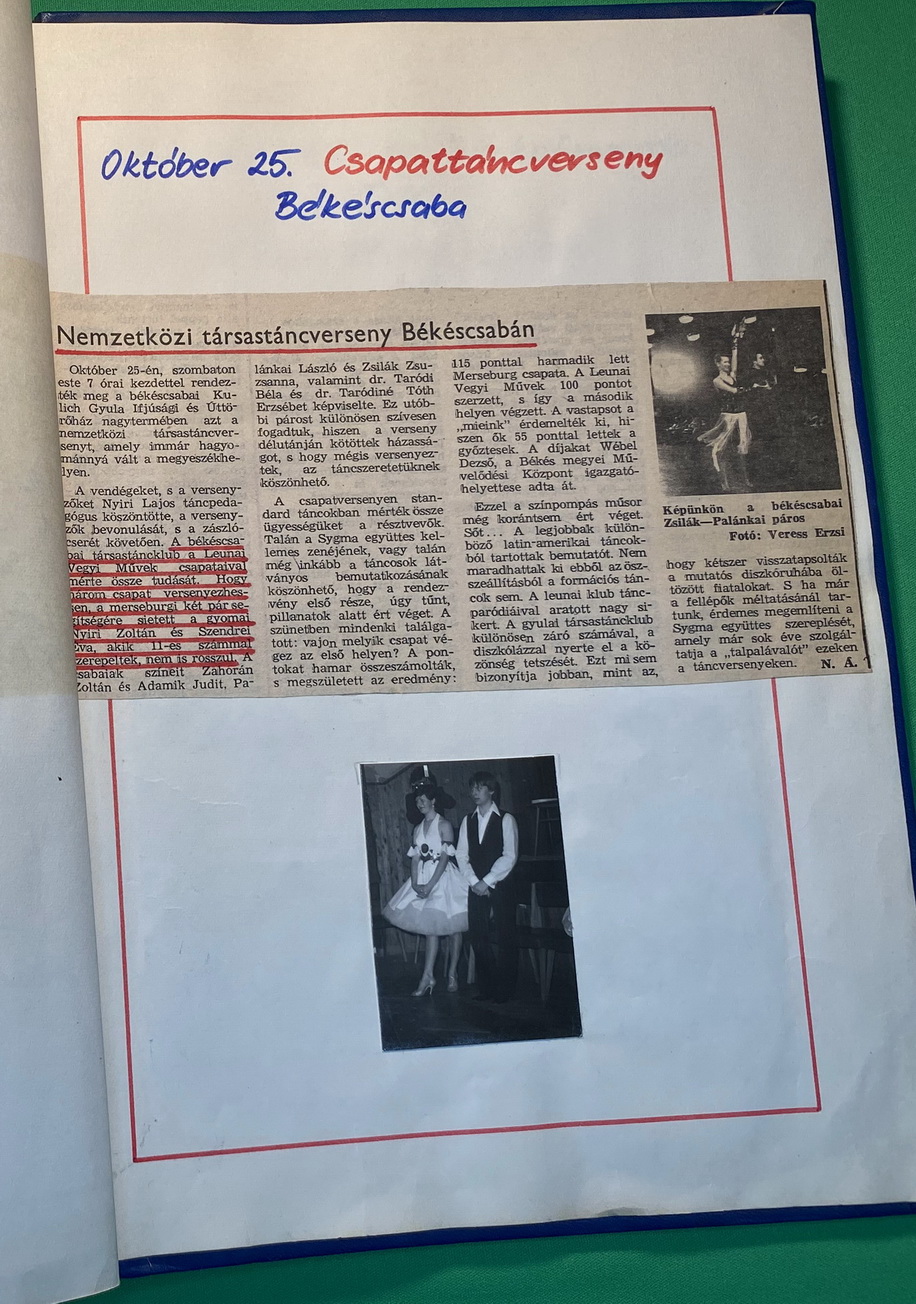 Október 25. Csapattáncverseny
Békéscsaba
Nemzetközi társastáncverseny Békéscsabán
Október 25-én, szombaton
este 7 órai kezdettel rendez-
ték meg a békéscsabai Ku-
lich Gyula Ifjúsági és Úttö-
rőház nagytermében azt a
nemzetközi társastáncver-
senyt, amely immár hagyo-
mánnyá vált a megyeszékhe-
lyen.
A vendégeket, s a verseny-
zőket Nyiri Lajos táncpeda-
gógus köszöntötte, a verseny-
zők bevonulását, s a zászló-
cserét követően. A békéscsa-
bai társastáncklub a Leunai
Vegyi Művek csapataival
mérte össze tudását. Hogy
három csapat versenyezhes-
sen, a merseburgi két pár se-
gítségére sietett a gyomai
Nyiri Zoltán és Szendrei
Éva, akik 11-es számmal
szerepeltek, nem is rosszul. A
csabaiak színeit Zahorán
Zoltán és Adamik Judit, Pa-
lánkai László és Zsilák Zsu-
zsanna, valamint dr. Taródi
Béla és dr. Taródiné Tóth
Erzsébet képviselte. Ez utób-
bi párost különösen szívesen
fogadtuk, hiszen a verseny
délutánján kötöttek házassá-
got, s hogy mégis versenyez-
tek, az táncszeretetüknek
köszönhető.
A csapatversenyen stan-
dard táncokban mérték össze
ügyességüket a résztvevők.
Talán a Sygma együttes kel-
lemes zenéjének, vagy talán
még inkább a táncosok lát-
ványos bemutatkozásának
köszönhető, hogy a rendez-
vény első része, úgy tűnt,
pillanatok alatt ért véget. A
szünetben mindenki találga-
tott: vajon melyik csapat vé-
gez az első helyen? A pon-
tokat hamar összeszámolták,
s megszületett az eredmény:
115 ponttal harmadik lett
Merseburg csapata. A Leunai
Vegyi Művek 100 pontot
szerzett, s így a második
helyen végzett. A vastapsot a
„mieink" érdemelték ki, hi-
szen ők 55 ponttal lettek a
győztesek. A díjakat Wébel
Dezső, a Békés megyei Mű-
velődési Központ igazgató-
helyettese adta át.
Ezzel a színpompás műsor
még korántsem ért véget.
Sőt... A legjobbak külön-
böző latin-amerikai táncok-
ból tartottak bemutatót. Nem
maradhattak ki ebből az ösz-
szeállításból a formációs tán-
cok sem. A leunai klub tánc-
paródiáival aratott nagy si-
kert. A gyulai társastáncklub
különösen záró számával, a
diszkólázzal nyerte el a kö-
zönség tetszését. Ezt mi sem
bizonyítja jobban, mint az,
Képünkön a békéscsabai
Zsilák—Palánkai páros
Fotó: Veress Erzsi
hogy kétszer visszatapsolták
a mutatós diszkóruhába öl-
tözött fiatalokat. S ha már
a fellépők méltatásánál tar-
tunk, érdemes megemlíteni a
Sygma együttes szereplését,
amely már sok éve szolgál-
tatja a „talpalávalót" ezeken
a táncversenyeken. N. Á.